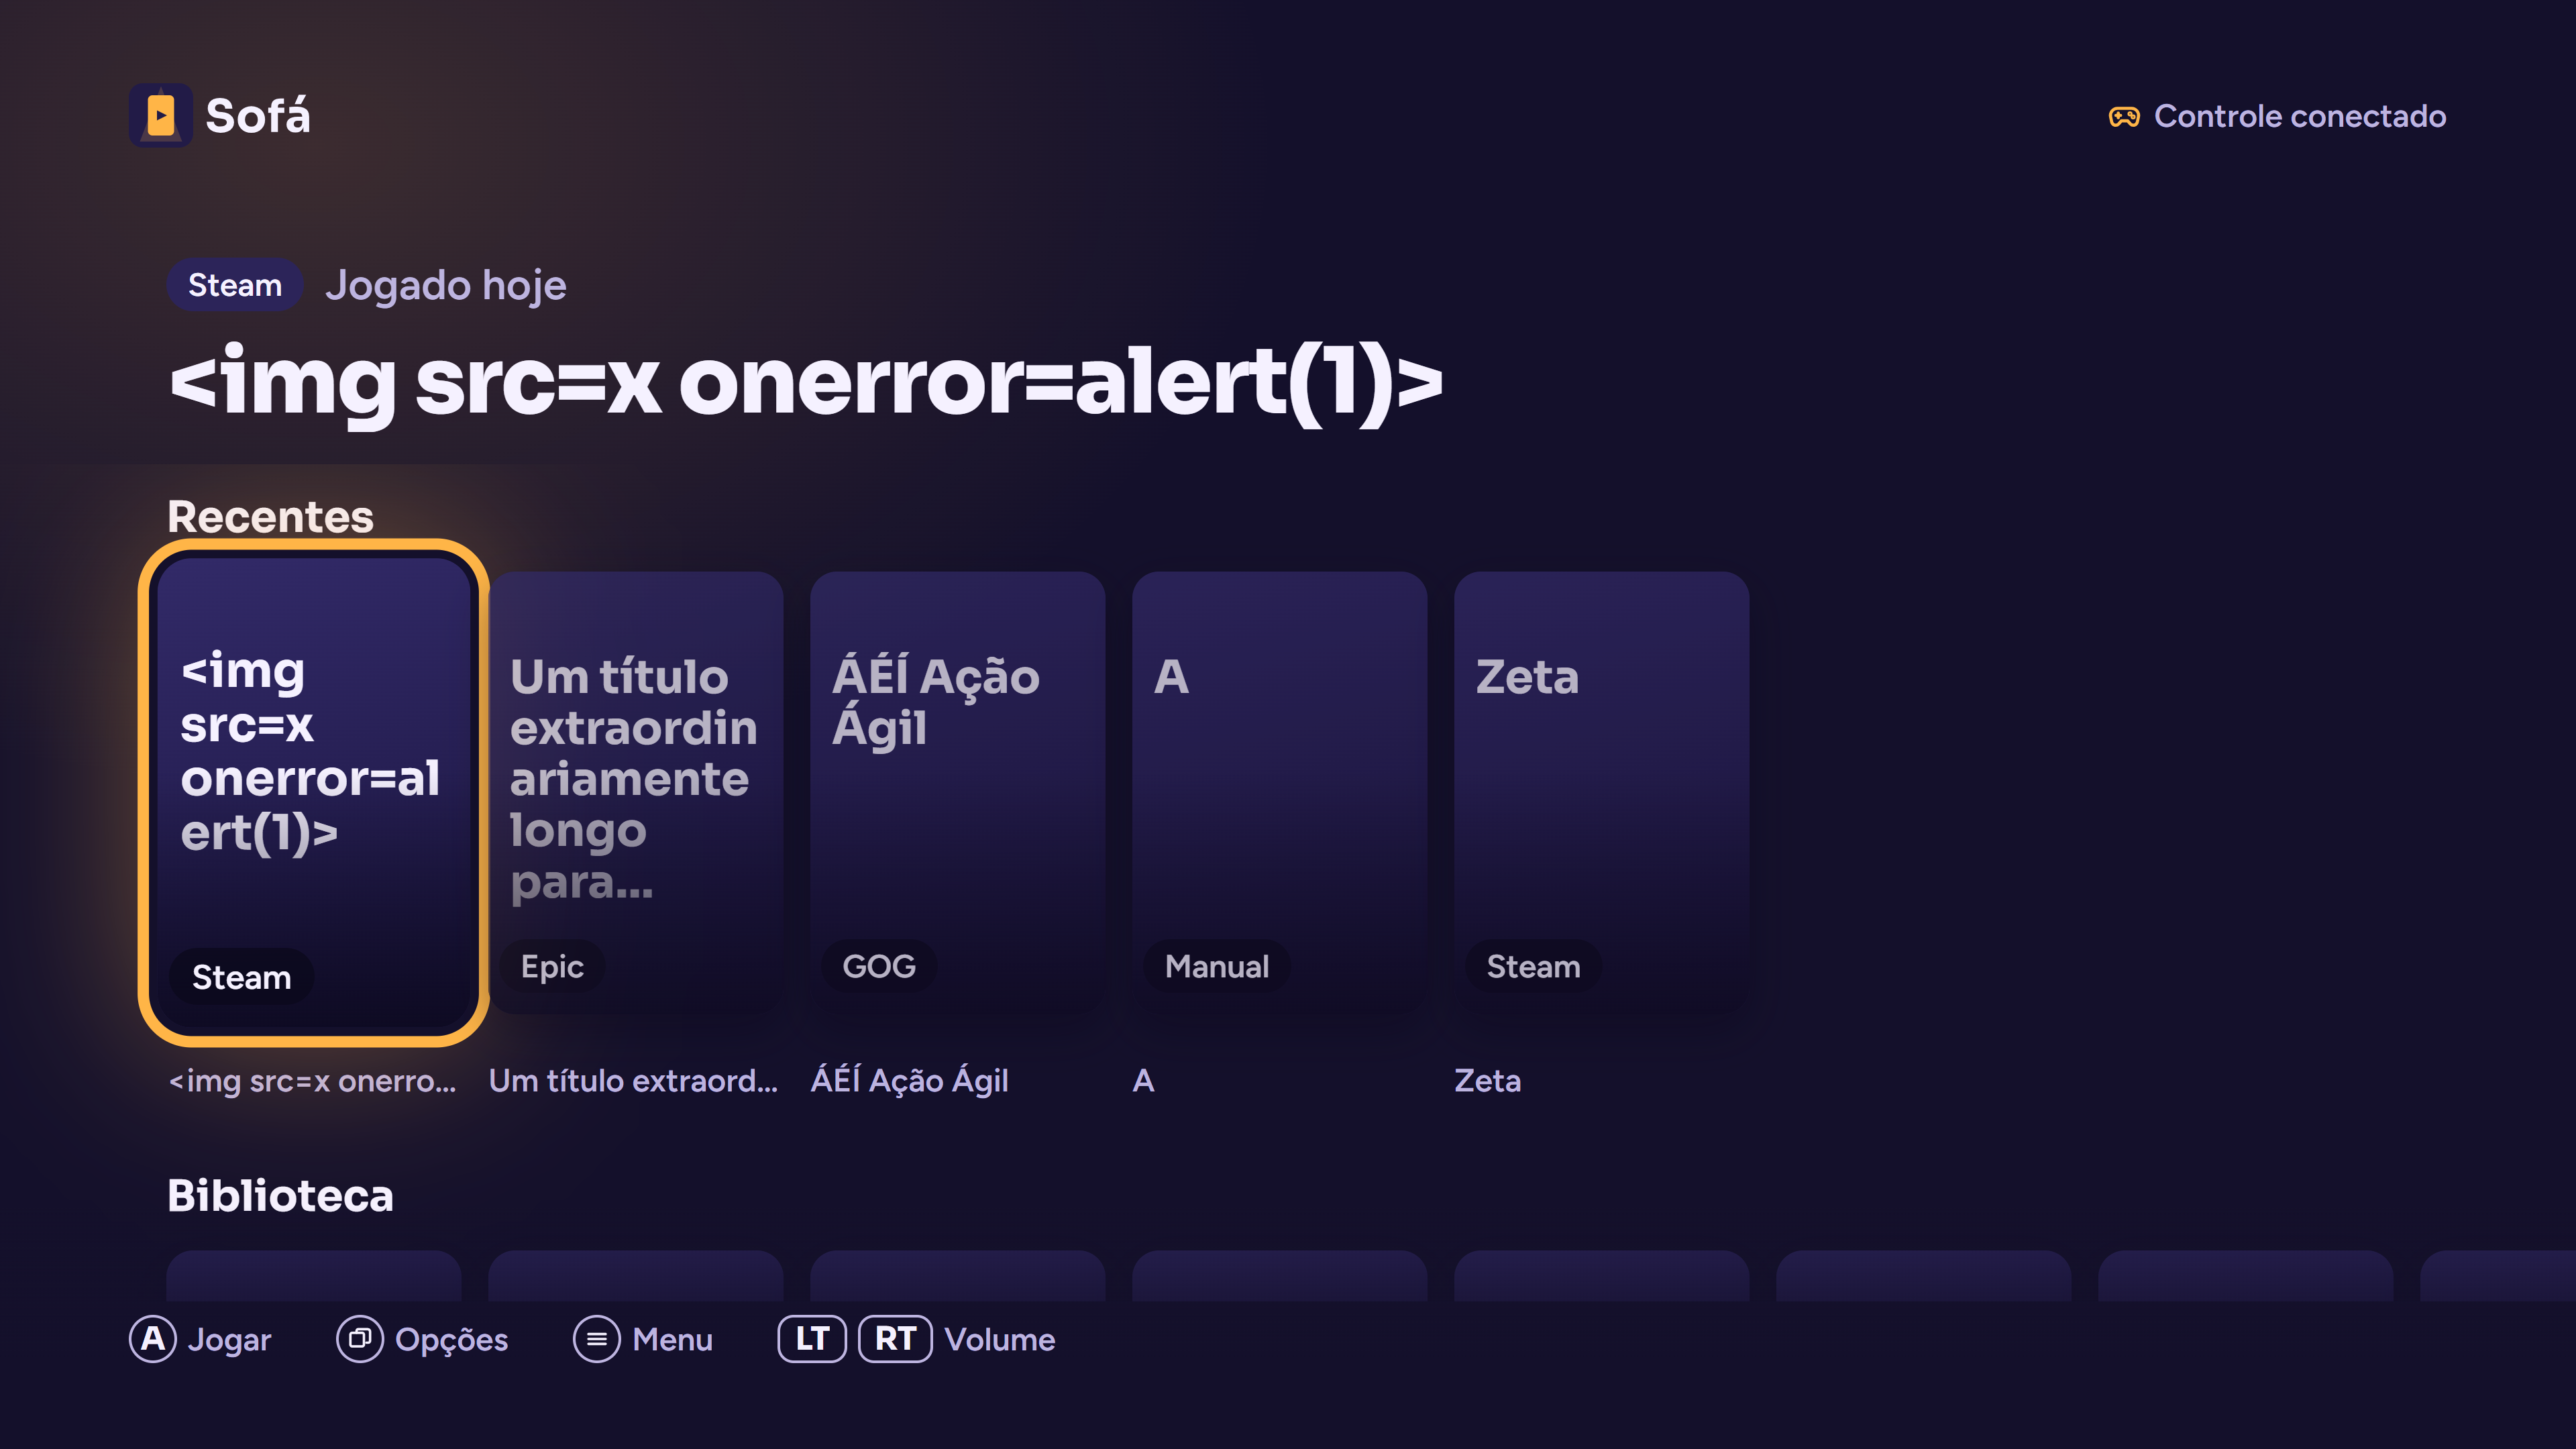 Sofá
Controle conectado
Steam Jogado hoje
<img src=x onerror=alert(1)>
Recentes
<img
src=x
onerror=al
ert(1)>
Steam
Um título
extraordin
ariamente
longo
para...
Epic
ÁÉÍ Ação
Ágil
GOG
A
Manual
Zeta
Steam
<img src=x onerro...
Um título extraord...
ÁÉÍ Ação Ágil
A
Zeta
Biblioteca
A Jogar
Opções
Menu
LT RT Volume